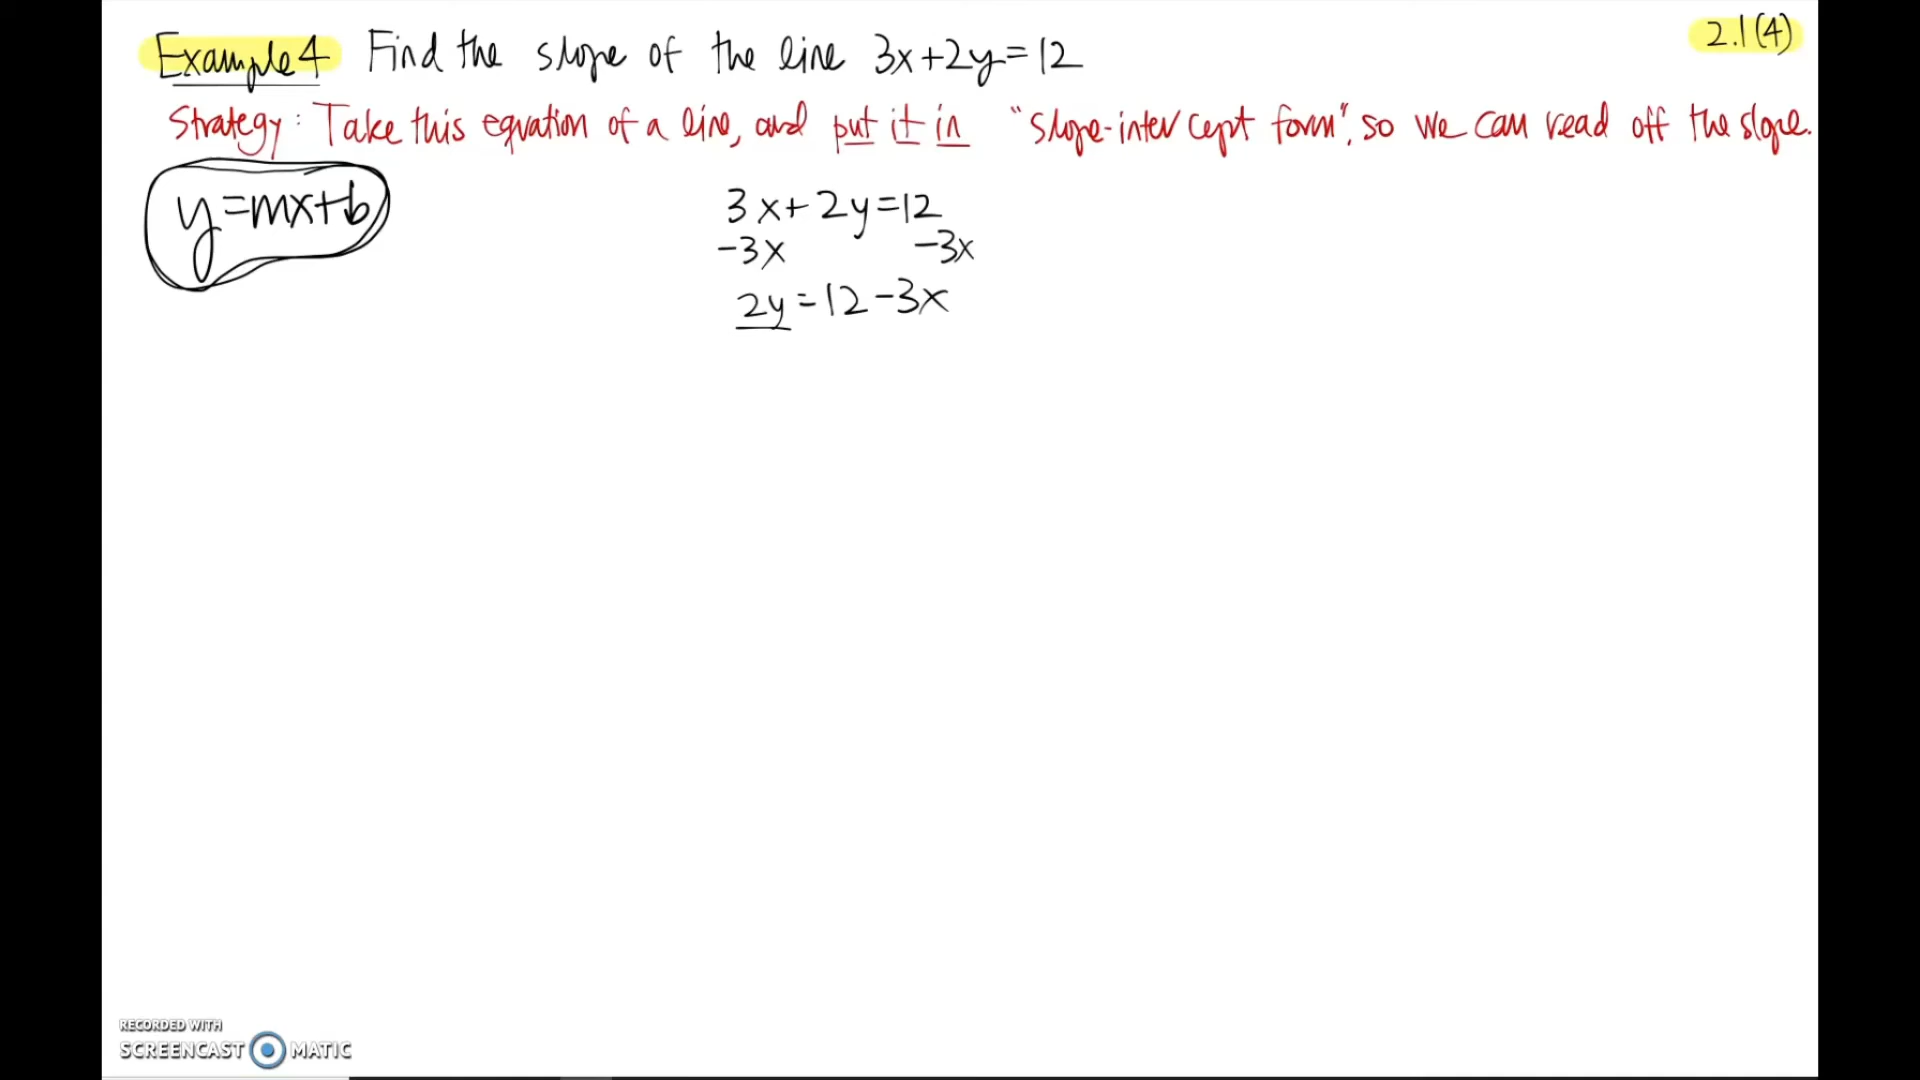 Example 4 Find the slope of the line 3x+2y=12
2.1(4)
Strategy: Take this equation of a line, and put it in "slope-intercept form", so we can read off the slope.
y=mx+b
3x+2y=12
-3x -3x
2y=12-3x
RECORDED WITH
SCREENCAST MATIC